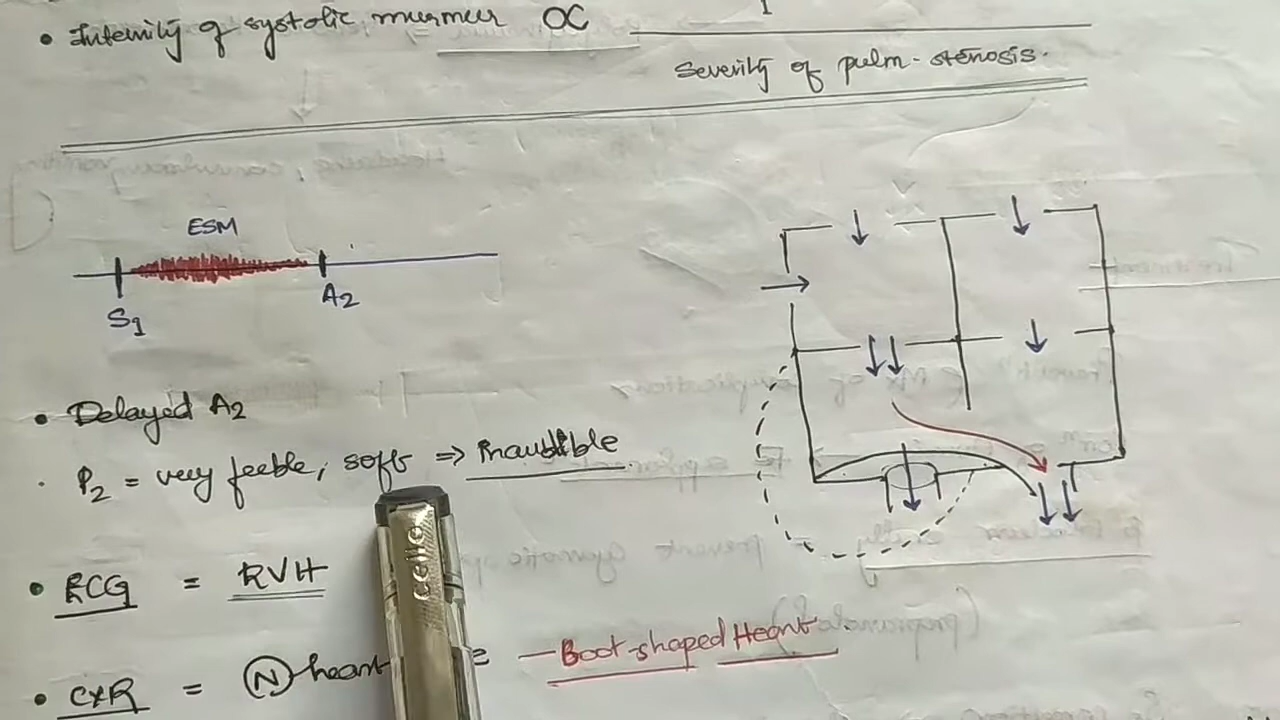 • Intensity of systolic murmur ∝ 1
Severity of pulm. stenosis.
ESM
S1
A2
• Delayed A2
. P2 = very feeble, soft ⇒ Inaudible
• ECG = RVH
• CXR = (N) heart = — Boot-shaped Heart
cello